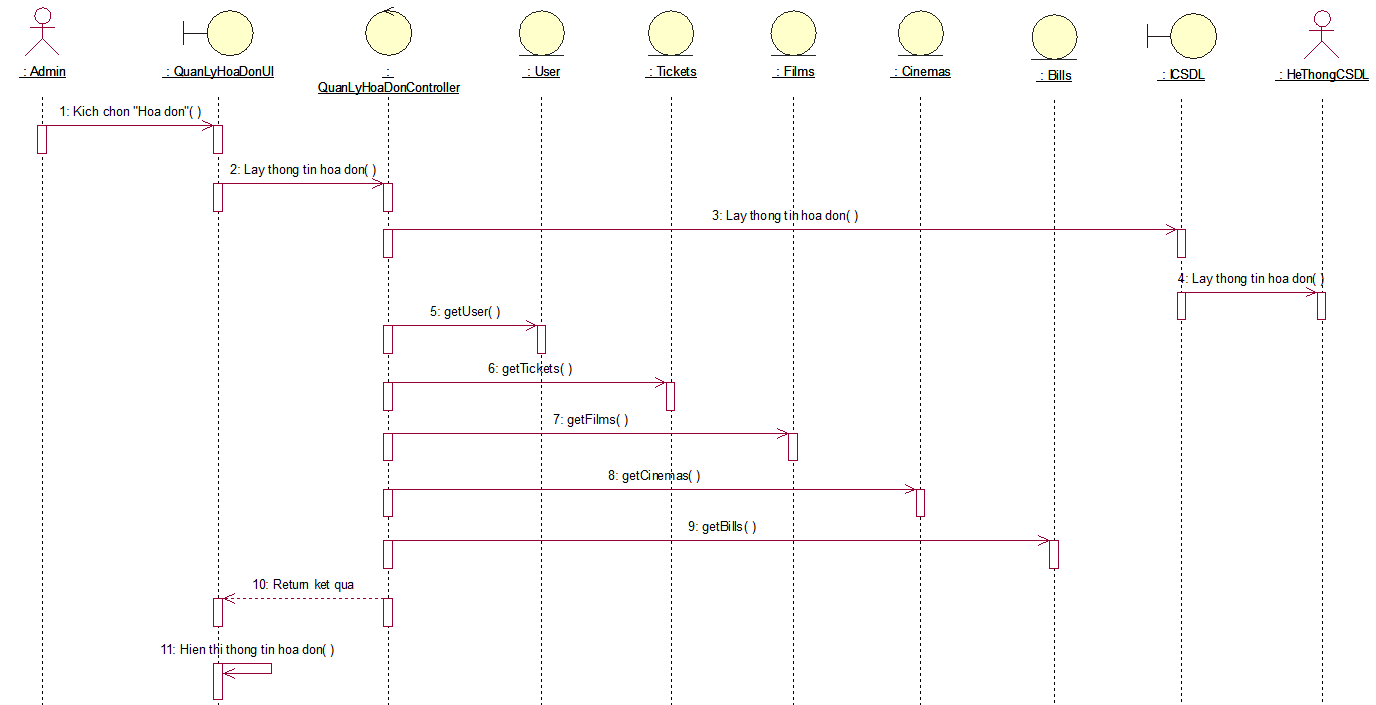 : Admin
: QuanLyHoaDonUI
:
QuanLyHoaDonController
: User
: Tickets
: Films
: Cinemas
: Bills
: ICSDL
: HeThongCSDL
1: Kich chon "Hoa don"( )
2: Lay thong tin hoa don( )
3: Lay thong tin hoa don( )
4: Lay thong tin hoa don( )
5: getUser( )
6: getTickets( )
7: getFilms( )
8: getCinemas( )
9: getBills( )
10: Return ket qua
11: Hien thi thong tin hoa don( )